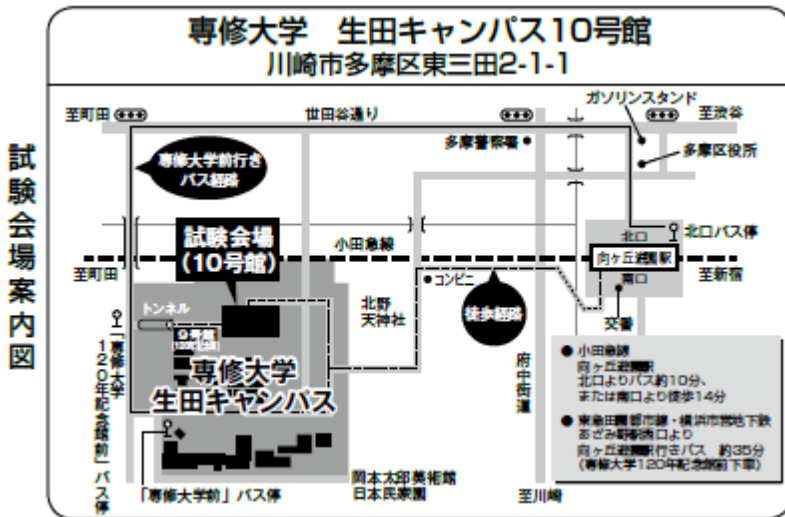 試験会場案内図
専修大学　生田キャンパス10号館
川崎市多摩区東三田2-1-1
ガソリンスタンド
至町田
世田谷通り
至渋谷
多摩警察署
多摩区役所
専修大学前行き
バス経路
北口バス停
北口
試験会場
(10号館)
小田急線
向ヶ丘遊園駅
至町田
至新宿
コンビニ
南口
トンネル
北野
天神社
徒歩経路
交番
「専修大学
120年記念館前」バス停
専修大学
生田キャンパス
府中街道
● 小田急線
向ヶ丘遊園駅
北口よりバス約10分、
または南口より徒歩14分
● 東急田園都市線・横浜市営地下鉄
あざみ野駅西口より
向ヶ丘遊園駅行きバス　約35分
(専修大学120年記念館前下車)
「専修大学前」バス停
岡本太郎美術館
日本民家園
至川崎